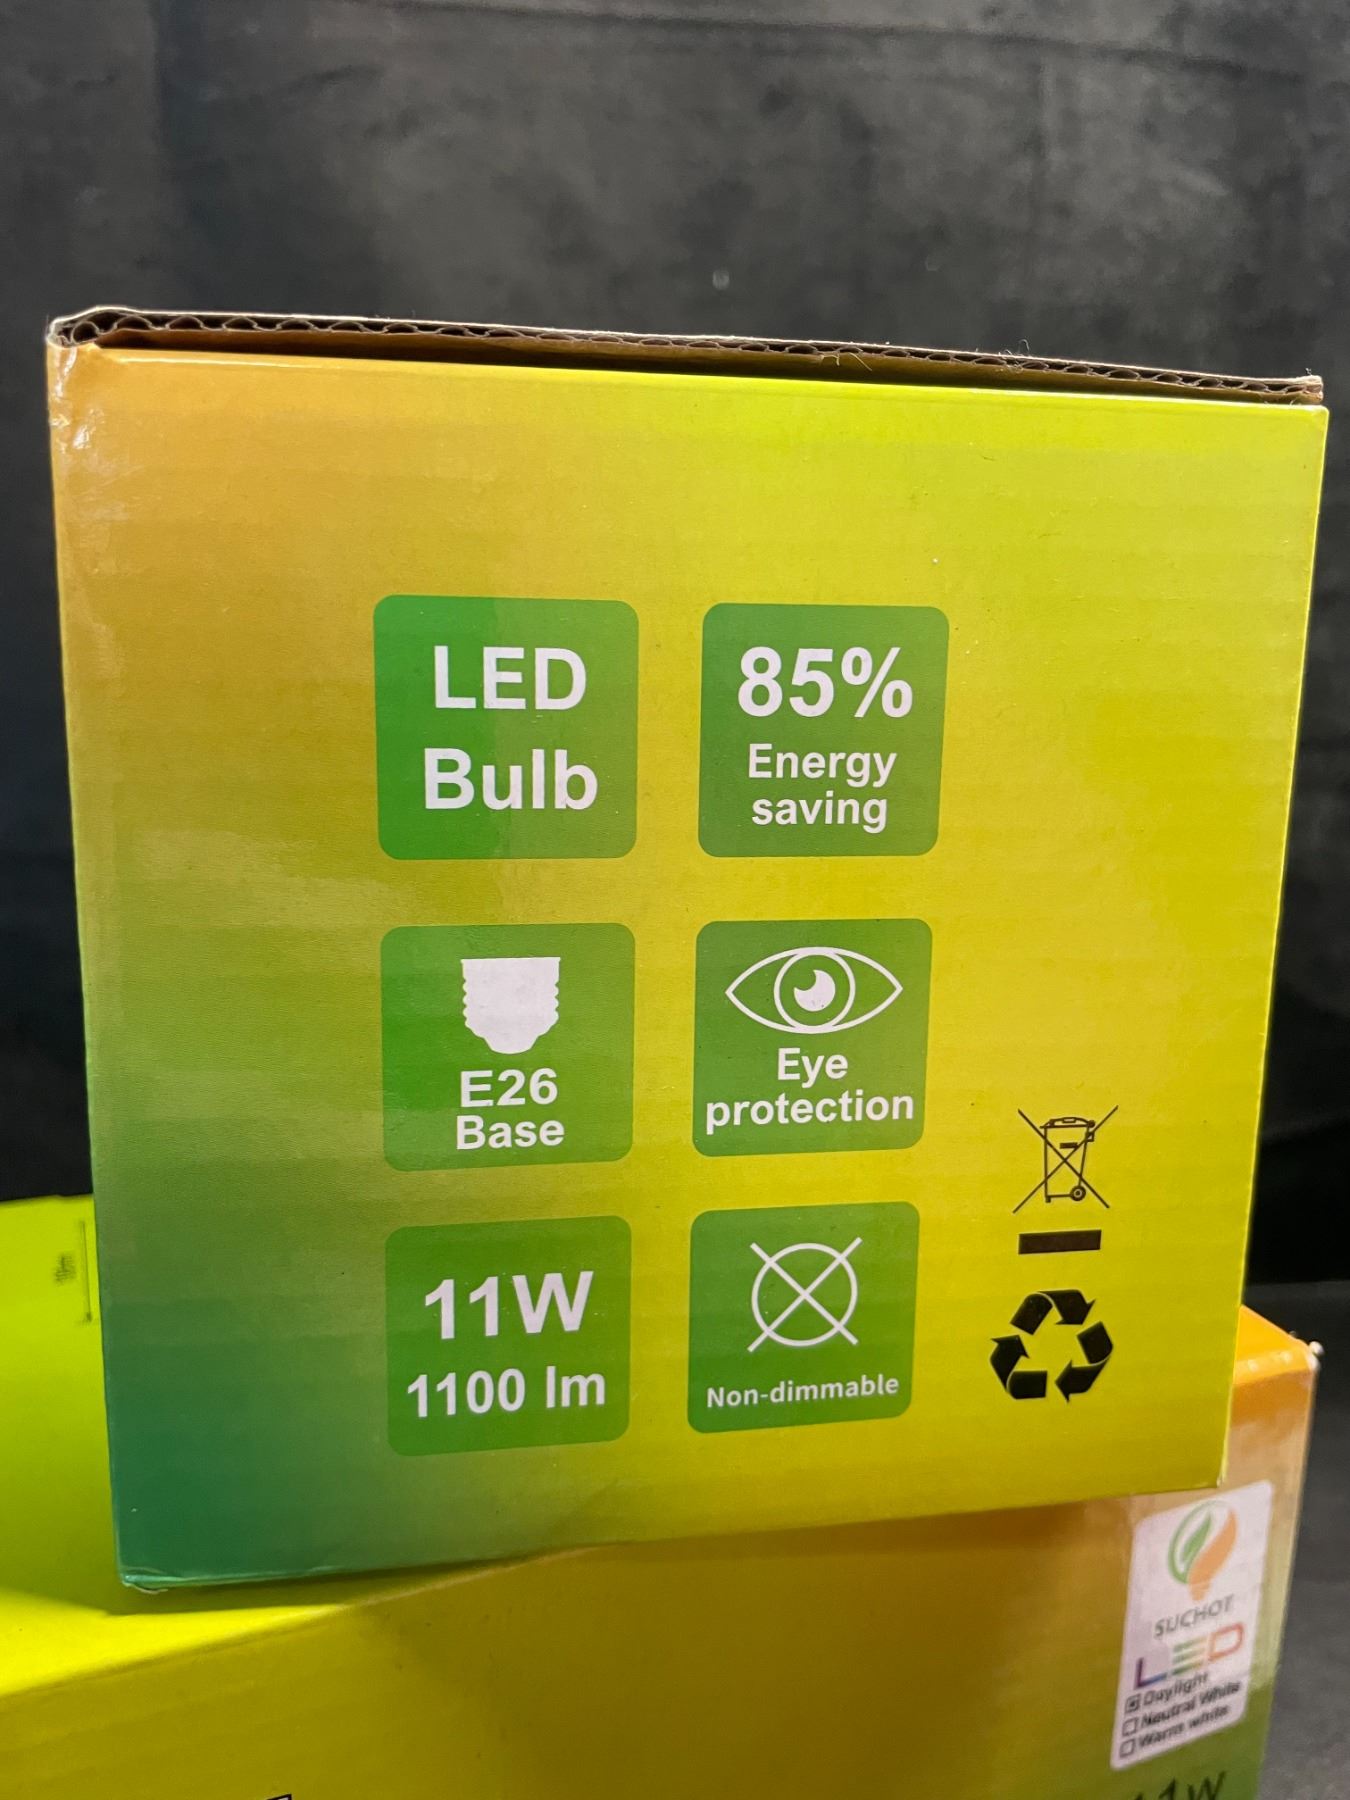 LED
Bulb
85%
Energy
saving
E26
Base
Eye
protection
11W
1100 lm
Non-dimmable
SUCHOT
LED
Daylight
Neutral White
Warm white
11W